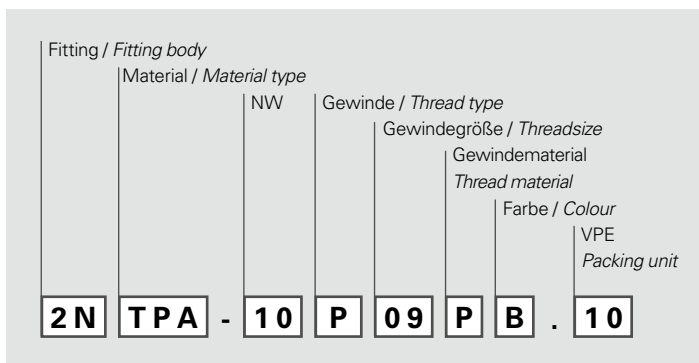 Fitting / Fitting body
Material / Material type
NW Gewinde / Thread type
Gewindegröße / Threadsize
Gewindematerial
Thread material
Farbe / Colour
VPE
Packing unit
2N TPA - 10 P 09 P B . 10